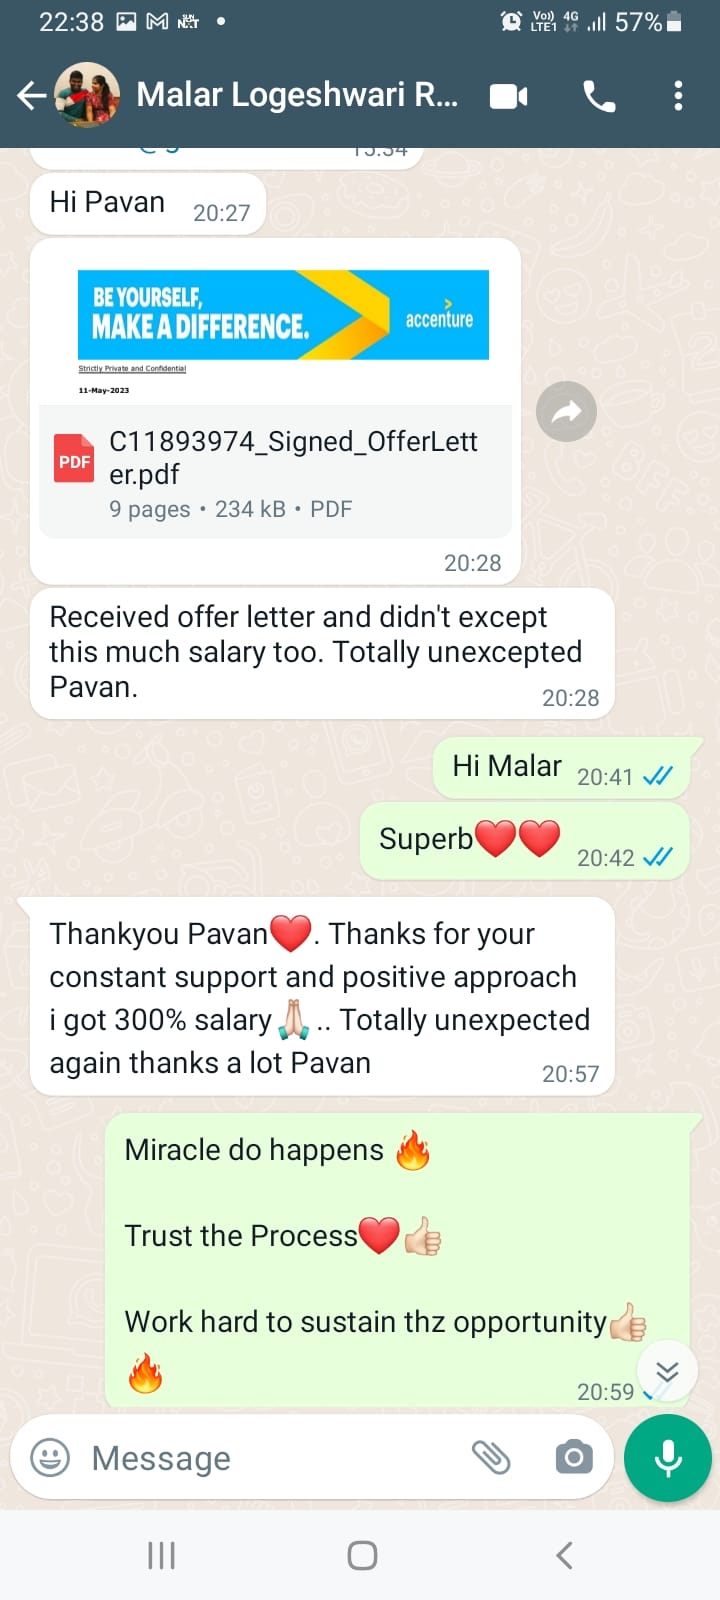 22:38
Vo)) 4G
LTE1
57%
Malar Logeshwari R...
15:34
Hi Pavan 20:27
BE YOURSELF,
MAKE A DIFFERENCE.
accenture
Strictly Private and Confidential
11-May-2023
PDF
C11893974_Signed_OfferLett
er.pdf
9 pages • 234 kB • PDF
20:28
Received offer letter and didn't except
this much salary too. Totally unexcepted
Pavan.
20:28
Hi Malar 20:41
Superb❤️❤️ 20:42
Thankyou Pavan❤️. Thanks for your
constant support and positive approach
i got 300% salary🙏🏻.. Totally unexpected
again thanks a lot Pavan 20:57
Miracle do happens 🔥
Trust the Process❤️👍🏻
Work hard to sustain thz opportunity👍🏻
🔥
20:59
Message